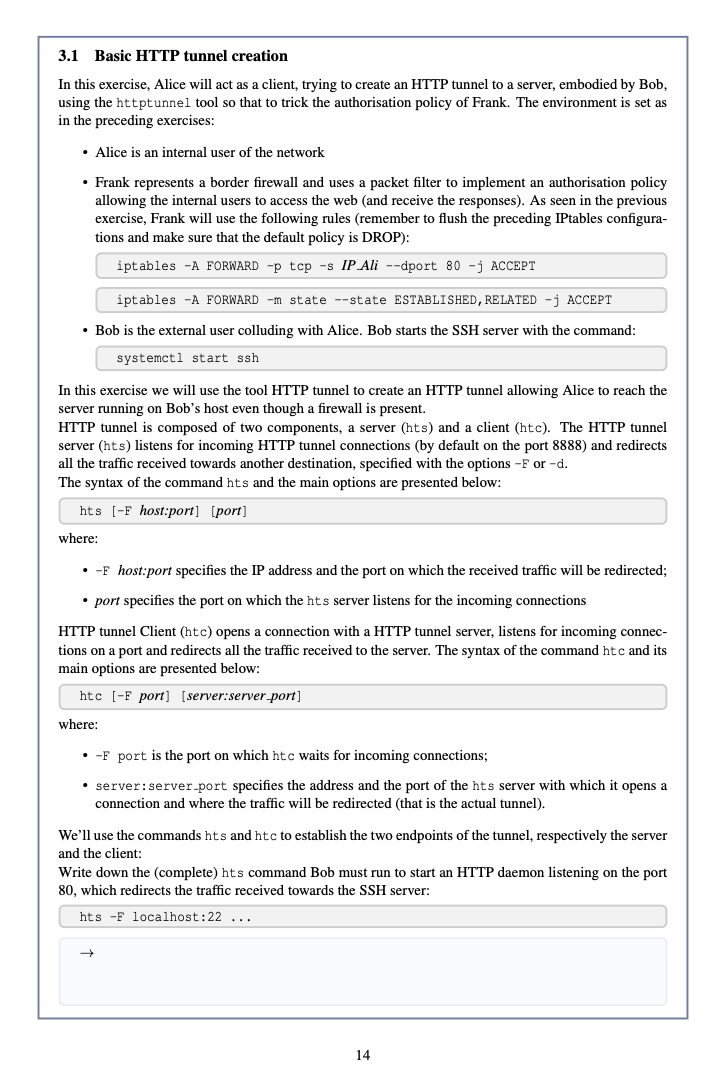 3.1 Basic HTTP tunnel creation
In this exercise, Alice will act as a client, trying to create an HTTP tunnel to a server, embodied by Bob,
using the httptunnel tool so that to trick the authorisation policy of Frank. The environment is set as
in the preceding exercises:
• Alice is an internal user of the network
• Frank represents a border firewall and uses a packet filter to implement an authorisation policy
allowing the internal users to access the web (and receive the responses). As seen in the previous
exercise, Frank will use the following rules (remember to flush the preceding IPtables configura-
tions and make sure that the default policy is DROP):
iptables -A FORWARD -p tcp -s IP_Ali --dport 80 -j ACCEPT
iptables -A FORWARD -m state --state ESTABLISHED,RELATED -j ACCEPT
• Bob is the external user colluding with Alice. Bob starts the SSH server with the command:
systemctl start ssh
In this exercise we will use the tool HTTP tunnel to create an HTTP tunnel allowing Alice to reach the
server running on Bob's host even though a firewall is present.
HTTP tunnel is composed of two components, a server (hts) and a client (htc). The HTTP tunnel
server (hts) listens for incoming HTTP tunnel connections (by default on the port 8888) and redirects
all the traffic received towards another destination, specified with the options -F or -d.
The syntax of the command hts and the main options are presented below:
hts [-F host:port] [port]
where:
• -F host:port specifies the IP address and the port on which the received traffic will be redirected;
• port specifies the port on which the hts server listens for the incoming connections
HTTP tunnel Client (htc) opens a connection with a HTTP tunnel server, listens for incoming connec-
tions on a port and redirects all the traffic received to the server. The syntax of the command htc and its
main options are presented below:
htc [-F port] [server:server_port]
where:
• -F port is the port on which htc waits for incoming connections;
• server:server_port specifies the address and the port of the hts server with which it opens a
connection and where the traffic will be redirected (that is the actual tunnel).
We'll use the commands hts and htc to establish the two endpoints of the tunnel, respectively the server
and the client:
Write down the (complete) hts command Bob must run to start an HTTP daemon listening on the port
80, which redirects the traffic received towards the SSH server:
hts -F localhost:22 ...
→
14